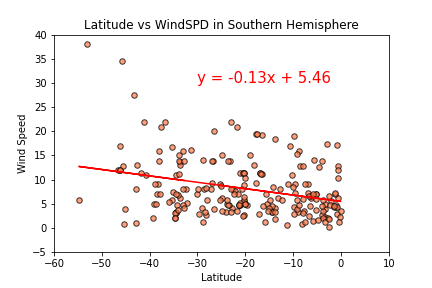 Latitude vs WindSPD in Southern Hemisphere
40
35
30
25
20
15
10
5
0
−5
Wind Speed
y = -0.13x + 5.46
−60 −50 −40 −30 −20 −10 0 10
Latitude